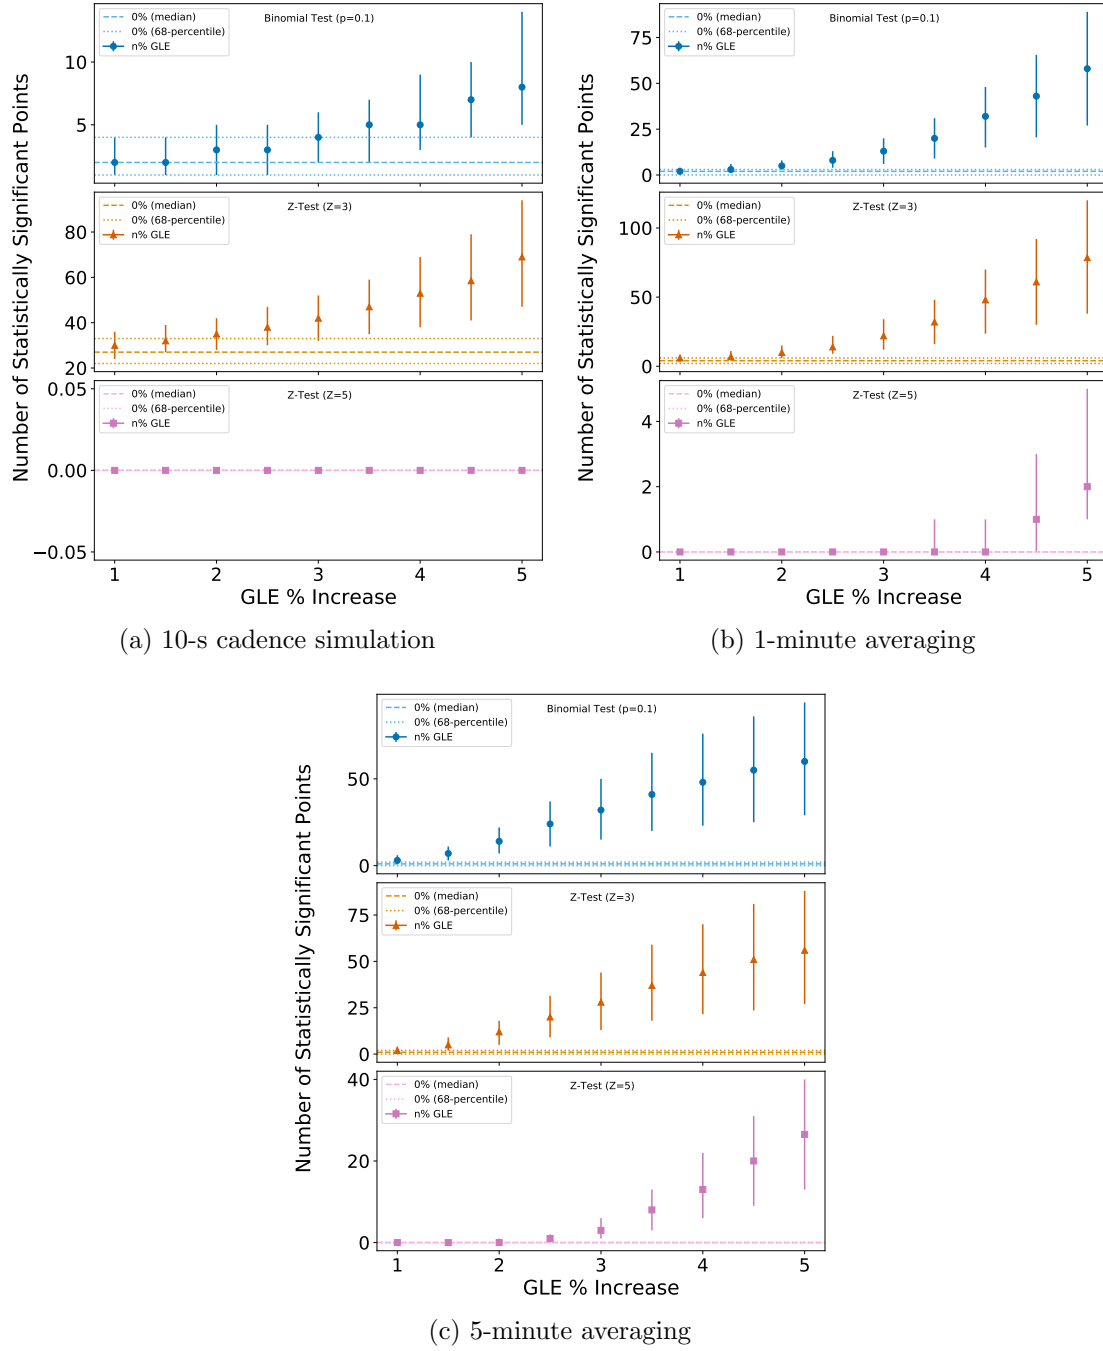 Number of Statistically Significant Points
0% (median)
0% (68-percentile)
n% GLE
Binomial Test (p=0.1)
10
5
0% (median)
0% (68-percentile)
n% GLE
Z-Test (Z=3)
80
60
40
20
0% (median)
0% (68-percentile)
n% GLE
Z-Test (Z=5)
0.05
0.00
−0.05
1 2 3 4 5
GLE % Increase
(a) 10-s cadence simulation
Number of Statistically Significant Points
0% (median)
0% (68-percentile)
n% GLE
Binomial Test (p=0.1)
75
50
25
0
0% (median)
0% (68-percentile)
n% GLE
Z-Test (Z=3)
100
50
0
0% (median)
0% (68-percentile)
n% GLE
Z-Test (Z=5)
4
2
0
1 2 3 4 5
GLE % Increase
(b) 1-minute averaging
Number of Statistically Significant Points
0% (median)
0% (68-percentile)
n% GLE
Binomial Test (p=0.1)
50
0
0% (median)
0% (68-percentile)
n% GLE
Z-Test (Z=3)
75
50
25
0
0% (median)
0% (68-percentile)
n% GLE
Z-Test (Z=5)
40
20
0
1 2 3 4 5
GLE % Increase
(c) 5-minute averaging